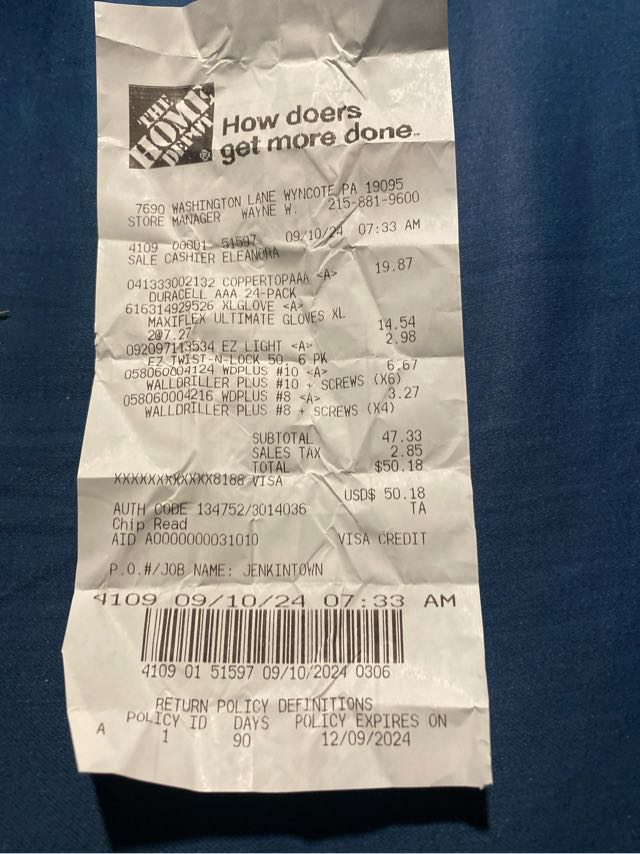 THE
HOME
DEPOT®
How doers
get more done™
7690 WASHINGTON LANE WYNCOTE, PA 19095
STORE MANAGER WAYNE W. 215-881-9600
4109 00001 51597 09/10/24 07:33 AM
SALE CASHIER ELEANORA
041333002132 COPPERTOPAAA <A> 19.87
DURACELL AAA 24-PACK
616314929526 XLGLOVE <A>
MAXIFLEX ULTIMATE GLOVES XL
2@7.27 14.54
092097113534 EZ LIGHT <A> 2.98
EZ TWIST-N-LOCK 50, 6 PK
058060004124 WDPLUS #10 <A> 6.67
WALLDRILLER PLUS #10 + SCREWS (X6)
058060004216 WDPLUS #8 <A> 3.27
WALLDRILLER PLUS #8 + SCREWS (X4)
SUBTOTAL 47.33
SALES TAX 2.85
TOTAL $50.18
XXXXXXXXXXXX8188 VISA
USD$ 50.18
AUTH CODE 134752/3014036 TA
Chip Read
AID A0000000031010 VISA CREDIT
P.O.#/JOB NAME: JENKINTOWN
4109 09/10/24 07:33 AM
4109 01 51597 09/10/2024 0306
RETURN POLICY DEFINITIONS
POLICY ID DAYS POLICY EXPIRES ON
A 1 90 12/09/2024